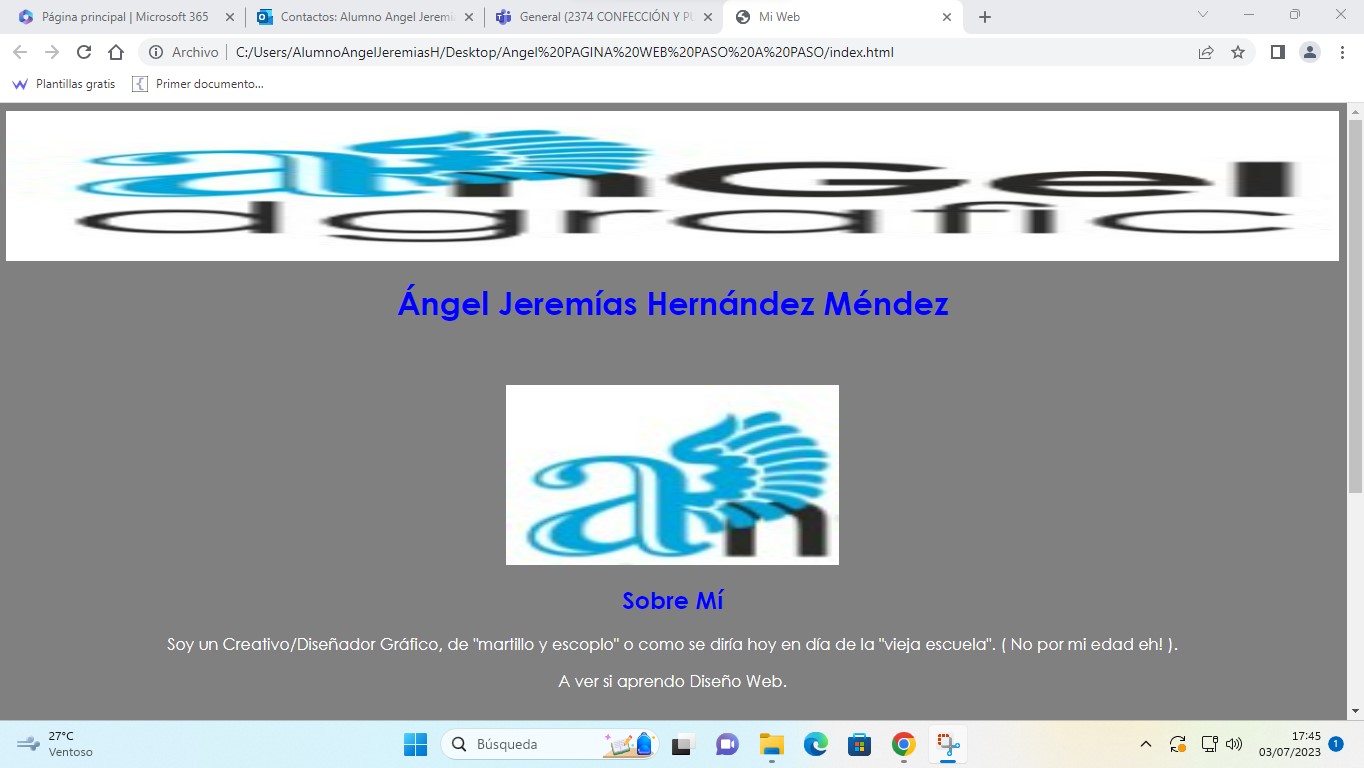 Página principal | Microsoft 365
Contactos: Alumno Angel Jeremi
General (2374 CONFECCIÓN Y PU
Mi Web
Archivo
C:/Users/AlumnoAngelJeremiasH/Desktop/Angel%20PAGINA%20WEB%20PASO%20A%20PASO/index.html
Plantillas gratis
Primer documento...
anGel
dgrafic
Ángel Jeremías Hernández Méndez
an
Sobre Mí
Soy un Creativo/Diseñador Gráfico, de "martillo y escoplo" o como se diría hoy en día de la "vieja escuela". ( No por mi edad eh! ).
A ver si aprendo Diseño Web.
27°C
Ventoso
Búsqueda
17:45
03/07/2023
1